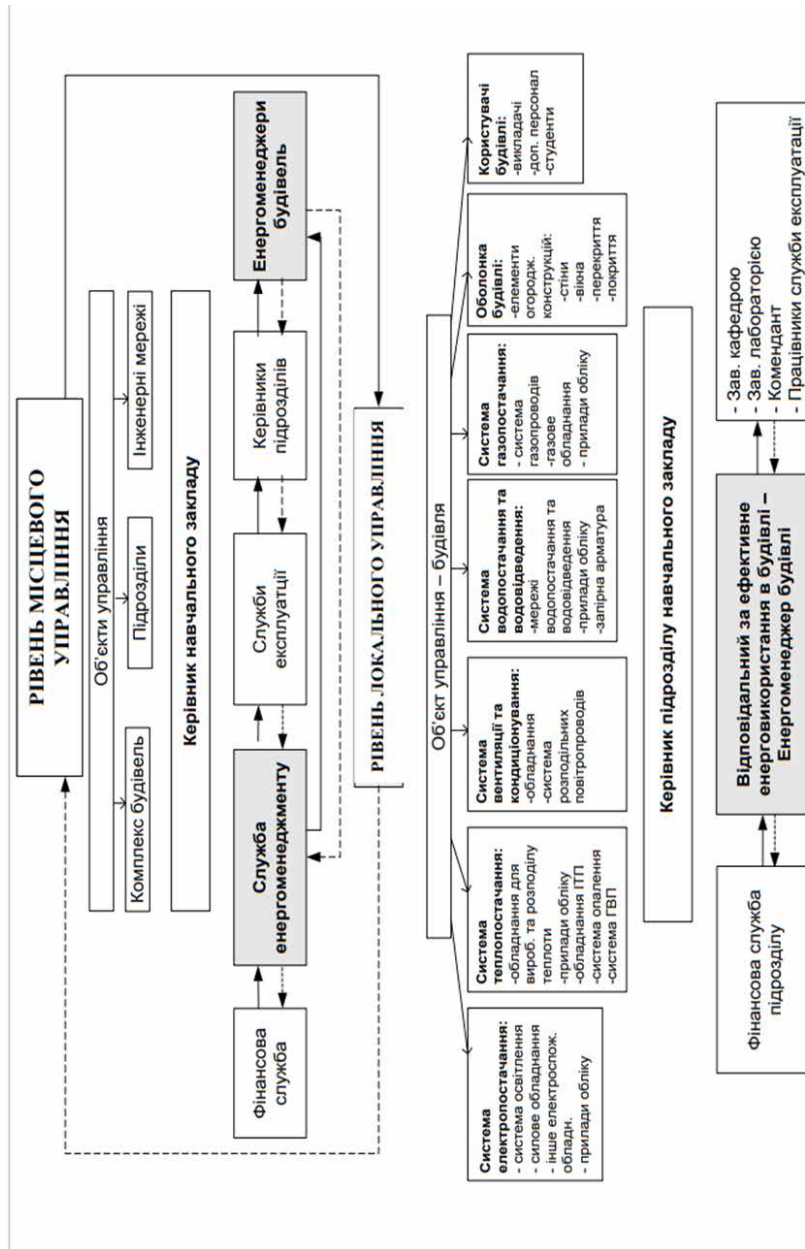 РІВЕНЬ МІСЦЕВОГО
УПРАВЛІННЯ
Об'єкти управління
Комплекс будівель
Підрозділи
Інженерні мережі
Керівник навчального закладу
Фінансова
служба
Служба
енергоменеджменту
Служби
експлуатції
Керівники
підрозділів
Енергоменеджери
будівель
РІВЕНЬ ЛОКАЛЬНОГО УПРАВЛІННЯ
Об'єкт управління – будівля
Система
електропостачання:
- система освітлення
- силове обладнання
- інше електроспож.
обладн.
- прилади обліку
Система
теплопостачання:
-обладнання для
вироб. та розподілу
теплоти
-прилади обліку
-обладнання ІТП
-система опалення
-система ГВП
Система
вентиляції та
кондиціонування:
-обладнання
-система
розподільних
повітропроводів
Система
водопостачання та
водовідведення:
-мережі
водопостачання та
водовідведення
-прилади обліку
-запірна арматура
Система
газопостачання:
- система
газопроводів
-газове
обладнання
- прилади обліку
Оболонка
будівлі:
-елементи
огородж.
конструкцій:
-стіни
-вікна
-перекриття
-покриття
Користувачі
будівлі:
-викладачі
-доп. персонал
-студенти
Керівник підрозділу навчального закладу
Фінансова служба
підрозділу
Відповідальний за ефективне
енерговикористання в будівлі –
Енергоменеджер будівлі
- Зав. кафедрою
- Зав. лабораторією
- Комендант
- Працівники служби експлуатації